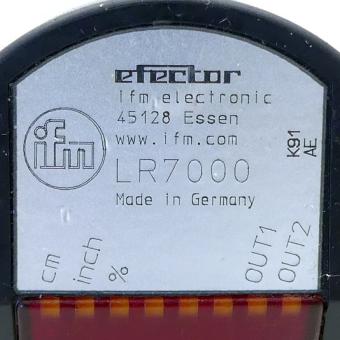 efector
ifm electronic
45128 Essen
www.ifm.com
ifm
LR7000
Made in Germany
K91
AE
cm
inch
%
OUT1
OUT2